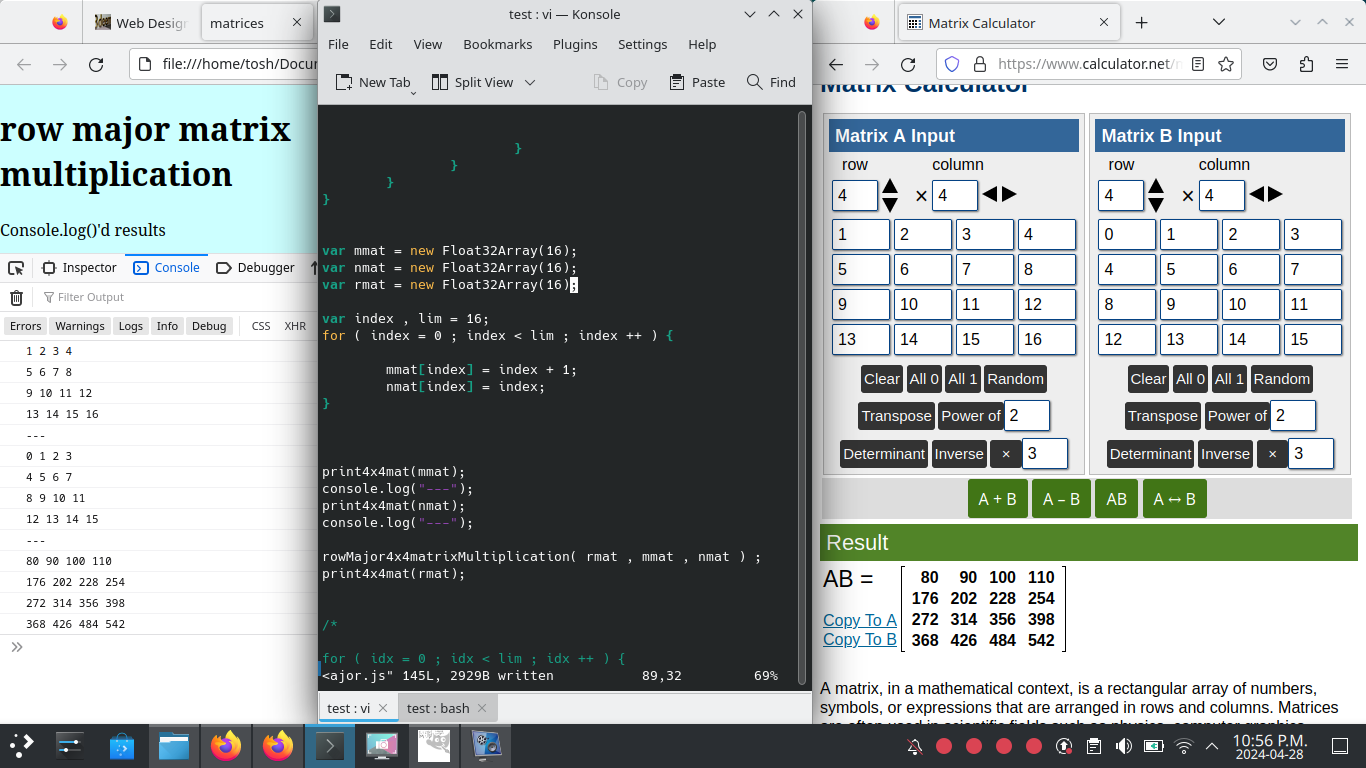 Web Desig
matrices
file:///home/tosh/Docu
row major matrix
multiplication
Console.log()'d results
Inspector
Console
Debugger
Filter Output
Errors
Warnings
Logs
Info
Debug
CSS
XHR
1 2 3 4
5 6 7 8
9 10 11 12
13 14 15 16
---
0 1 2 3
4 5 6 7
8 9 10 11
12 13 14 15
---
80 90 100 110
176 202 228 254
272 314 356 398
368 426 484 542
test : vi — Konsole
File Edit View Bookmarks Plugins Settings Help
New Tab
Split View
Copy
Paste
Find
}
}
}
}
var mmat = new Float32Array(16);
var nmat = new Float32Array(16);
var rmat = new Float32Array(16);
var index , lim = 16;
for ( index = 0 ; index < lim ; index ++ ) {
mmat[index] = index + 1;
nmat[index] = index;
}
print4x4mat(mmat);
console.log("---");
print4x4mat(nmat);
console.log("---");
rowMajor4x4matrixMultiplication( rmat , mmat , nmat ) ;
print4x4mat(rmat);
/*
for ( idx = 0 ; idx < lim ; idx ++ ) {
<ajor.js" 145L, 2929B written 89,32 69%
test : vi
test : bash
Matrix Calculator
https://www.calculator.net/
Matrix Calculator
Matrix A Input
row column
4 × 4
1 2 3 4
5 6 7 8
9 10 11 12
13 14 15 16
Clear All 0 All 1 Random
Transpose Power of 2
Determinant Inverse × 3
Matrix B Input
row column
4 × 4
0 1 2 3
4 5 6 7
8 9 10 11
12 13 14 15
Clear All 0 All 1 Random
Transpose Power of 2
Determinant Inverse × 3
A + B
A – B
AB
A ↔ B
Result
AB =
80 90 100 110
176 202 228 254
272 314 356 398
368 426 484 542
Copy To A
Copy To B
A matrix, in a mathematical context, is a rectangular array of numbers,
symbols, or expressions that are arranged in rows and columns. Matrices
are often used in scientific fields such as physics, computer graphics,
10:56 P.M.
2024-04-28